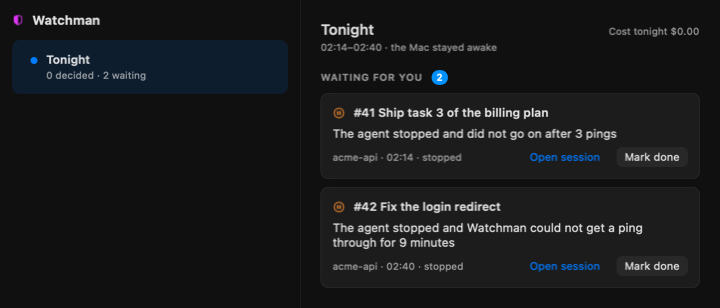 Watchman
Tonight
0 decided · 2 waiting
Tonight
Cost tonight $0.00
02:14–02:40 · the Mac stayed awake
WAITING FOR YOU 2
#41 Ship task 3 of the billing plan
The agent stopped and did not go on after 3 pings
acme-api · 02:14 · stopped
Open session
Mark done
#42 Fix the login redirect
The agent stopped and Watchman could not get a ping
through for 9 minutes
acme-api · 02:40 · stopped
Open session
Mark done